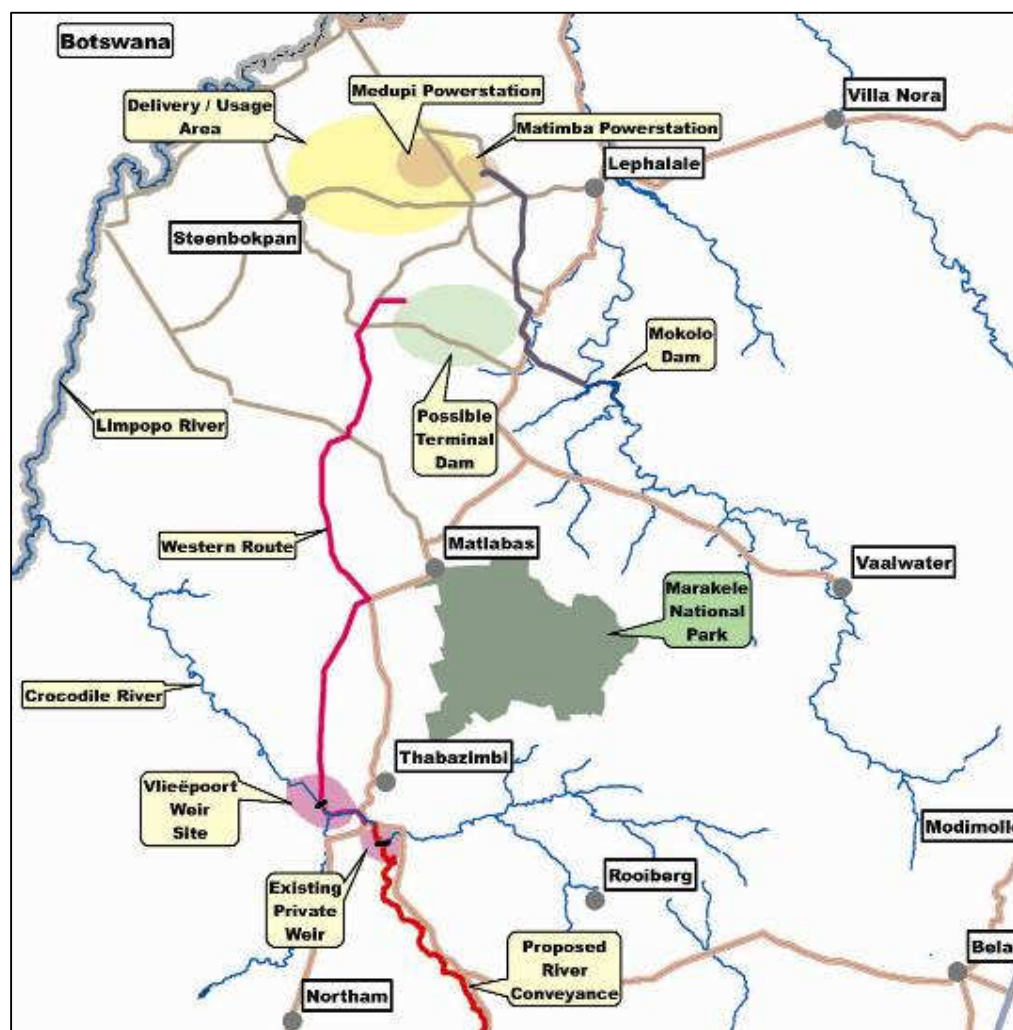 Botswana
Delivery / Usage
Area
Medupi Powerstation
Matimba Powerstation
Villa Nora
Lephalale
Steenbokpan
Mokolo
Dam
Limpopo River
Possible
Terminal
Dam
Western Route
Matlabas
Vaalwater
Marakele
National
Park
Crocodile River
Thabazimbi
Vlieëpoort
Weir
Site
Modimolle
Existing
Private
Weir
Rooiberg
Proposed
River
Conveyance
Bela
Northam